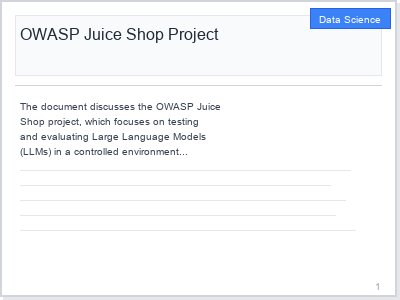 Data Science
OWASP Juice Shop Project
The document discusses the OWASP Juice
Shop project, which focuses on testing
and evaluating Large Language Models
(LLMs) in a controlled environment...
1